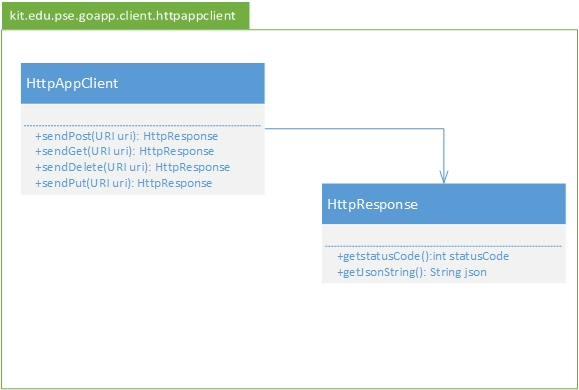 kit.edu.pse.goapp.client.httpappclient
HttpAppClient
+sendPost(URI uri): HttpResponse
+sendGet(URI uri): HttpResponse
+sendDelete(URI uri): HttpResponse
+sendPut(URI uri): HttpResponse
HttpResponse
+getstatusCode():int statusCode
+getJsonString(): String json